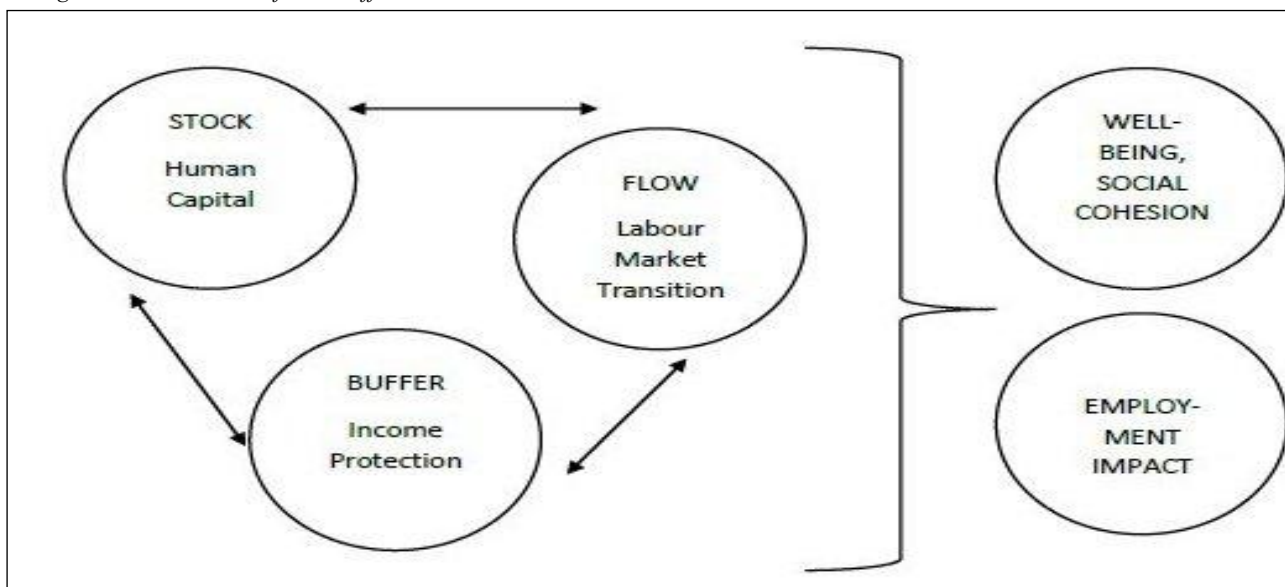 STOCK
Human
Capital
FLOW
Labour
Market
Transition
BUFFER
Income
Protection
WELL-
BEING,
SOCIAL
COHESION
EMPLOY-
MENT
IMPACT